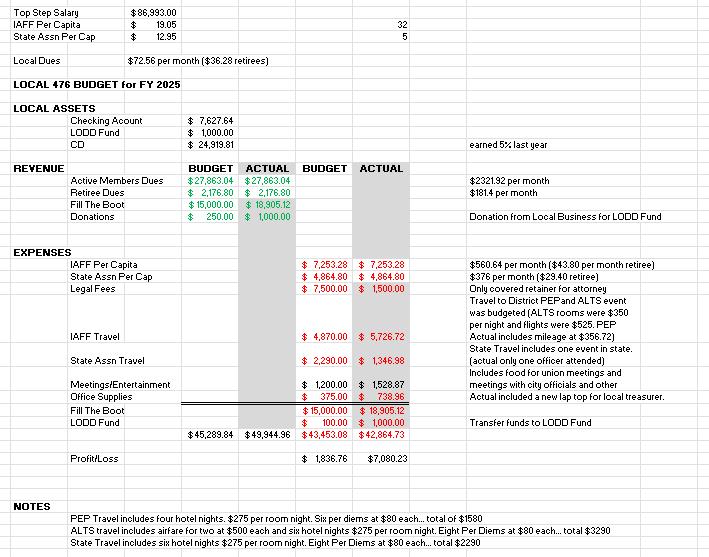 Top Step Salary $86,993.00
IAFF Per Capita $ 19.05 32
State Assn Per Cap $ 12.95 5
Local Dues $72.56 per month ($36.28 retirees)
LOCAL 476 BUDGET for FY 2025
LOCAL ASSETS
Checking Acount $ 7,627.64
LODD Fund $ 1,000.00
CD $ 24,919.81 earned 5% last year
REVENUE BUDGET ACTUAL BUDGET ACTUAL
Active Members Dues $27,863.04 $27,863.04 $2321.92 per month
Retiree Dues $ 2,176.80 $ 2,176.80 $181.4 per month
Fill The Boot $15,000.00 $ 18,905.12
Donations $ 250.00 $ 1,000.00 Donation from Local Business for LODD Fund
EXPENSES
IAFF Per Capita $ 7,253.28 $ 7,253.28 $560.64 per month ($43.80 per month retiree)
State Assn Per Cap $ 4,864.80 $ 4,864.80 $376 per month ($29.40 retiree)
Legal Fees $ 7,500.00 $ 1,500.00 Only covered retainer for attorney
Travel to District PEP and ALTS event
was budgeted (ALTS rooms were $350
per night and flights were $525. PEP
IAFF Travel $ 4,870.00 $ 5,726.72 Actual includes mileage at $356.72)
State Travel includes one event in state.
State Assn Travel $ 2,290.00 $ 1,346.98 (actual only one officer attended)
Includes food for union meetings and
Meetings/Entertainment $ 1,200.00 $ 1,528.87 meetings with city officials and other
Office Supplies $ 375.00 $ 738.96 Actual included a new lap top for local treasurer.
Fill The Boot $15,000.00 $ 18,905.12
LODD Fund $ 100.00 $ 1,000.00 Transfer funds to LODD Fund
$45,289.84 $49,944.96 $43,453.08 $42,864.73
Profit/Loss $ 1,836.76 $7,080.23
NOTES
PEP Travel includes four hotel nights. $275 per room night. Six per diems at $80 each... total of $1580
ALTS travel includes airfare for two at $500 each and six hotel nights $275 per room night. Eight Per Diems at $80 each... total $3290
State Travel includes six hotel nights $275 per room night. Eight Per Diems at $80 each... total $2290